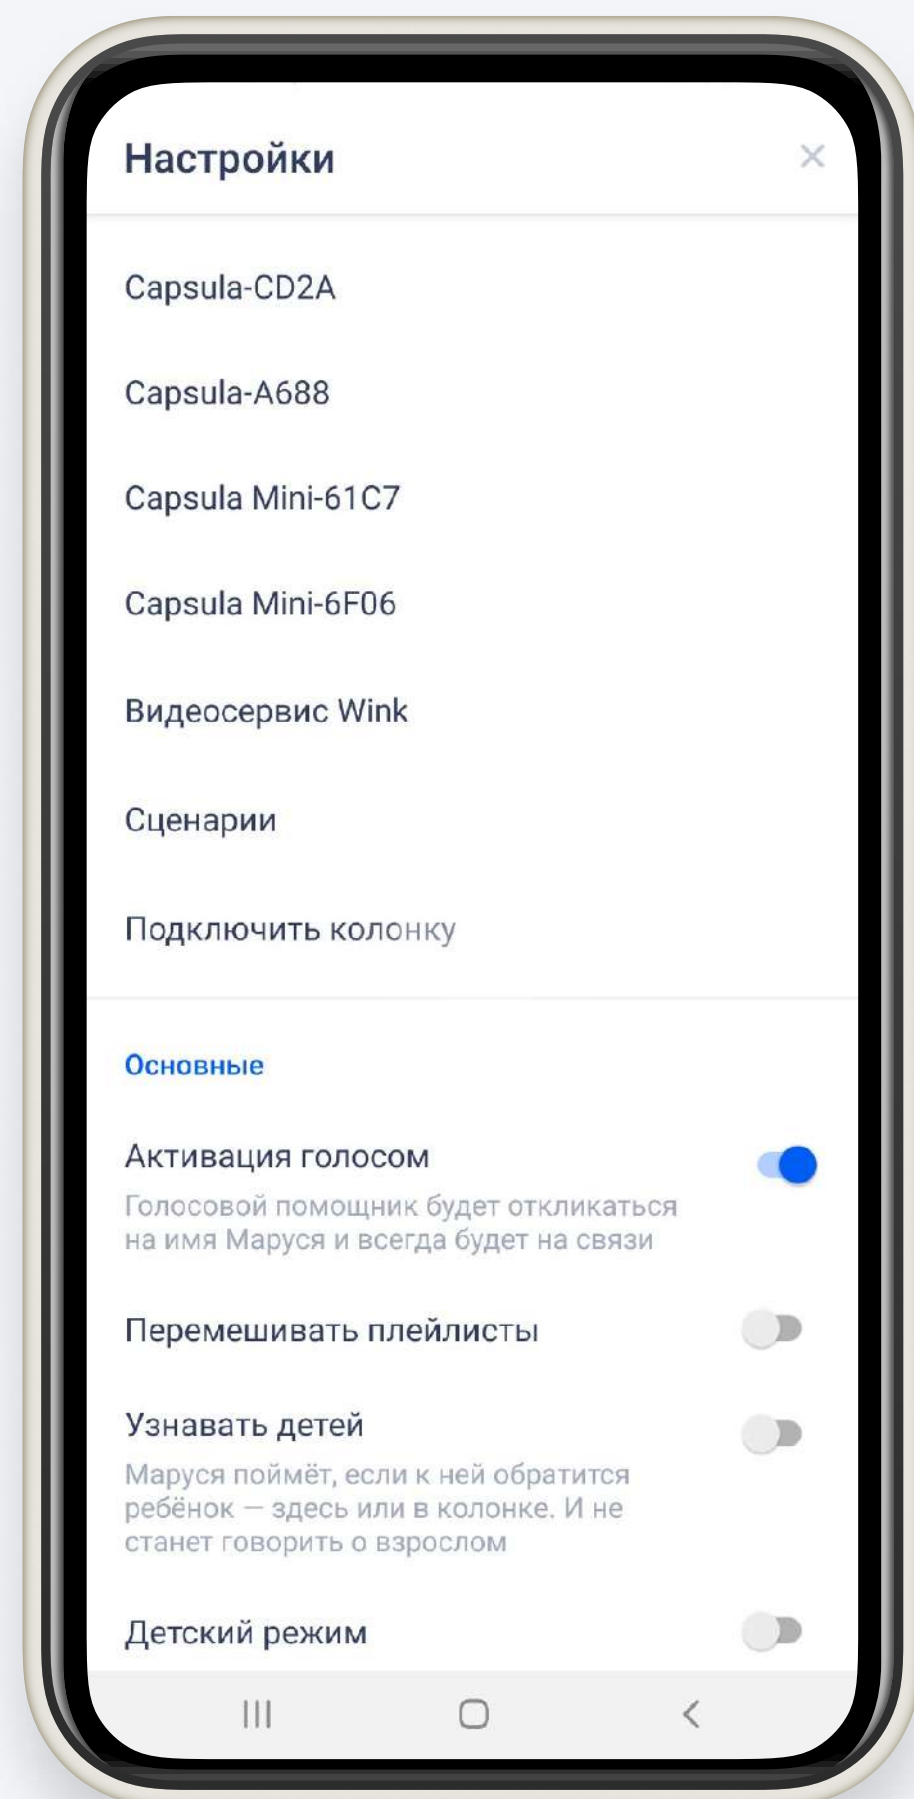 Настройки
Capsula-CD2A
Capsula-A688
Capsula Mini-61C7
Capsula Mini-6F06
Видеосервис Wink
Сценарии
Подключить колонку
Основные
Активация голосом
Голосовой помощник будет откликаться
на имя Маруся и всегда будет на связи
Перемешивать плейлисты
Узнавать детей
Маруся поймёт, если к ней обратится
ребёнок — здесь или в колонке. И не
станет говорить о взрослом
Детский режим